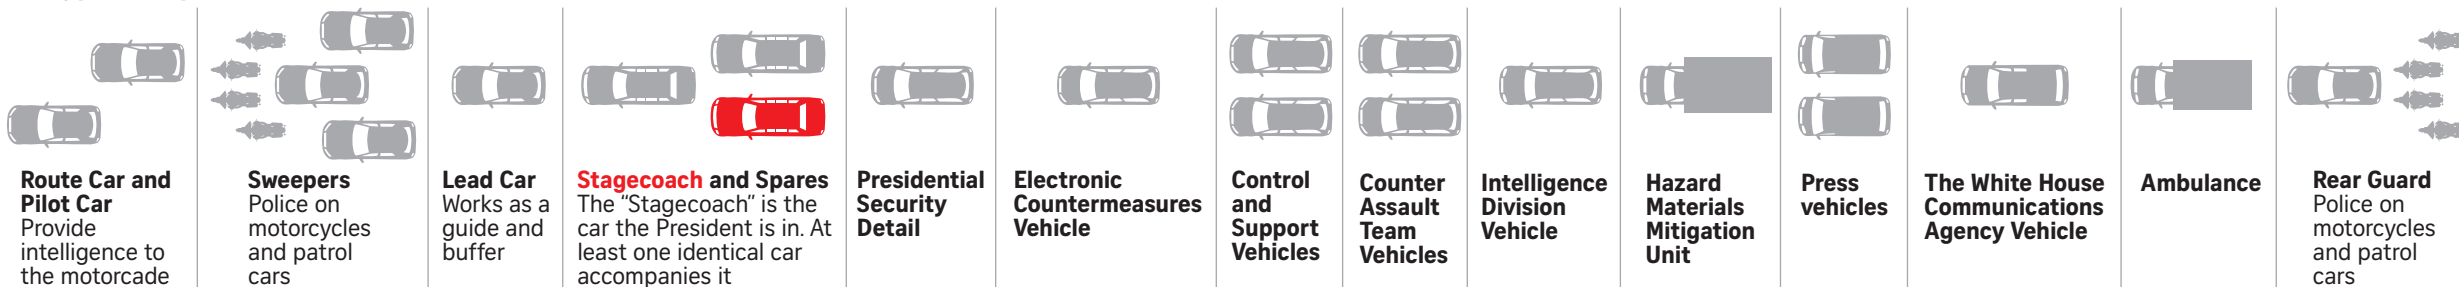 Route Car and
Pilot Car
Provide
intelligence to
the motorcade
Sweepers
Police on
motorcycles
and patrol
cars
Lead Car
Works as a
guide and
buffer
Stagecoach and Spares
The “Stagecoach” is the
car the President is in. At
least one identical car
accompanies it
Presidential
Security
Detail
Electronic
Countermeasures
Vehicle
Control
and
Support
Vehicles
Counter
Assault
Team
Vehicles
Intelligence
Division
Vehicle
Hazard
Materials
Mitigation
Unit
Press
vehicles
The White House
Communications
Agency Vehicle
Ambulance
Rear Guard
Police on
motorcycles
and patrol
cars